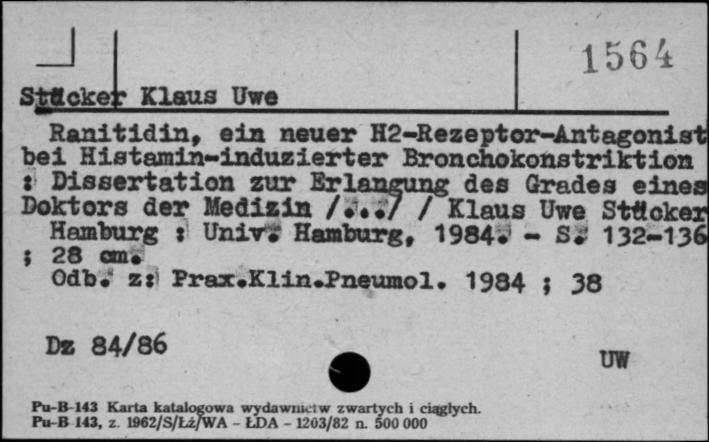 1564
Stücker Klaus Uwe
Ranitidin, ein neuer H2-Rezeptor-Antagonist
bei Histamin-induzierter Bronchokonstriktion
: Dissertation zur Erlangung des Grades eines
Doktors der Medizin /.../ / Klaus Uwe Stücker
Hamburg : Univ. Hamburg, 1984. - S. 132-136
; 28 cm.
Odb. z: Prax.Klin.Pneumol. 1984 ; 38
Dz 84/86
UW
Pu-B-143 Karta katalogowa wydawnictw zwartych i ciągłych.
Pu-B 143, z. 1962/S/Łż/WA - ŁDA - 1203/82 n. 500 000